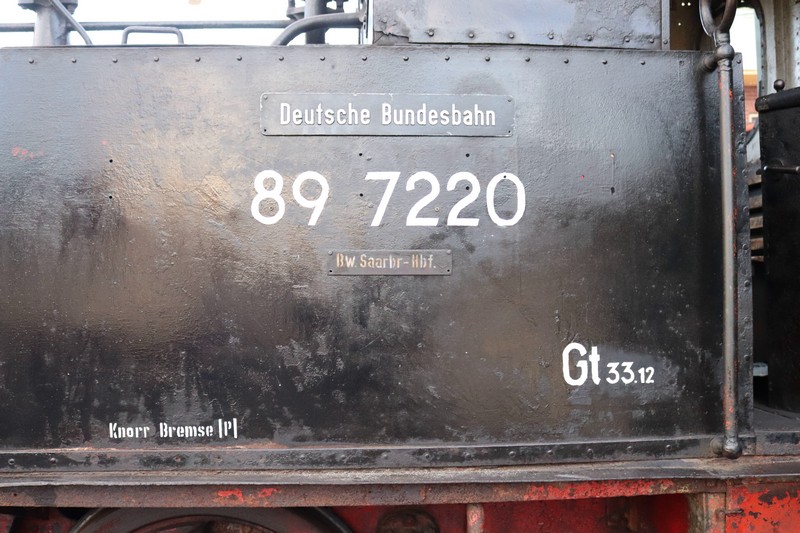 Deutsche Bundesbahn
89 7220
Bw. Saarbr-Hbf.
Gt 33.12
Knorr Bremse [P]